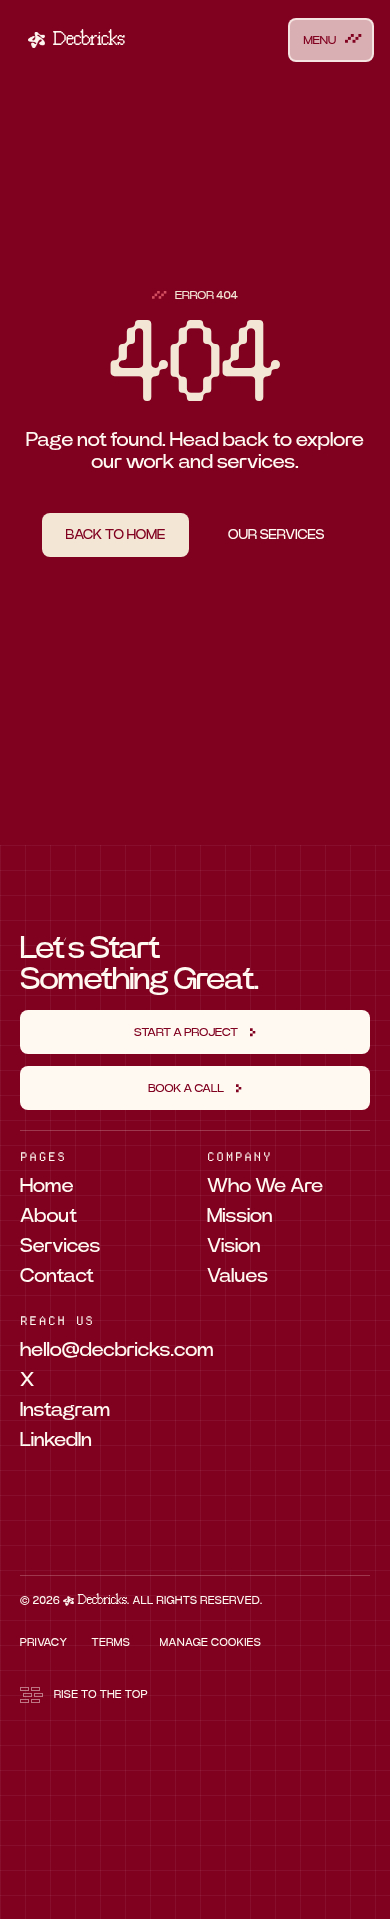 Decbricks
MENU
ERROR 404
404
Page not found. Head back to explore
our work and services.
BACK TO HOME
OUR SERVICES
Let's Start
Something Great.
START A PROJECT
BOOK A CALL
PAGES
Home
About
Services
Contact
COMPANY
Who We Are
Mission
Vision
Values
REACH US
hello@decbricks.com
X
Instagram
LinkedIn
© 2026 Decbricks. ALL RIGHTS RESERVED.
PRIVACY TERMS MANAGE COOKIES
RISE TO THE TOP